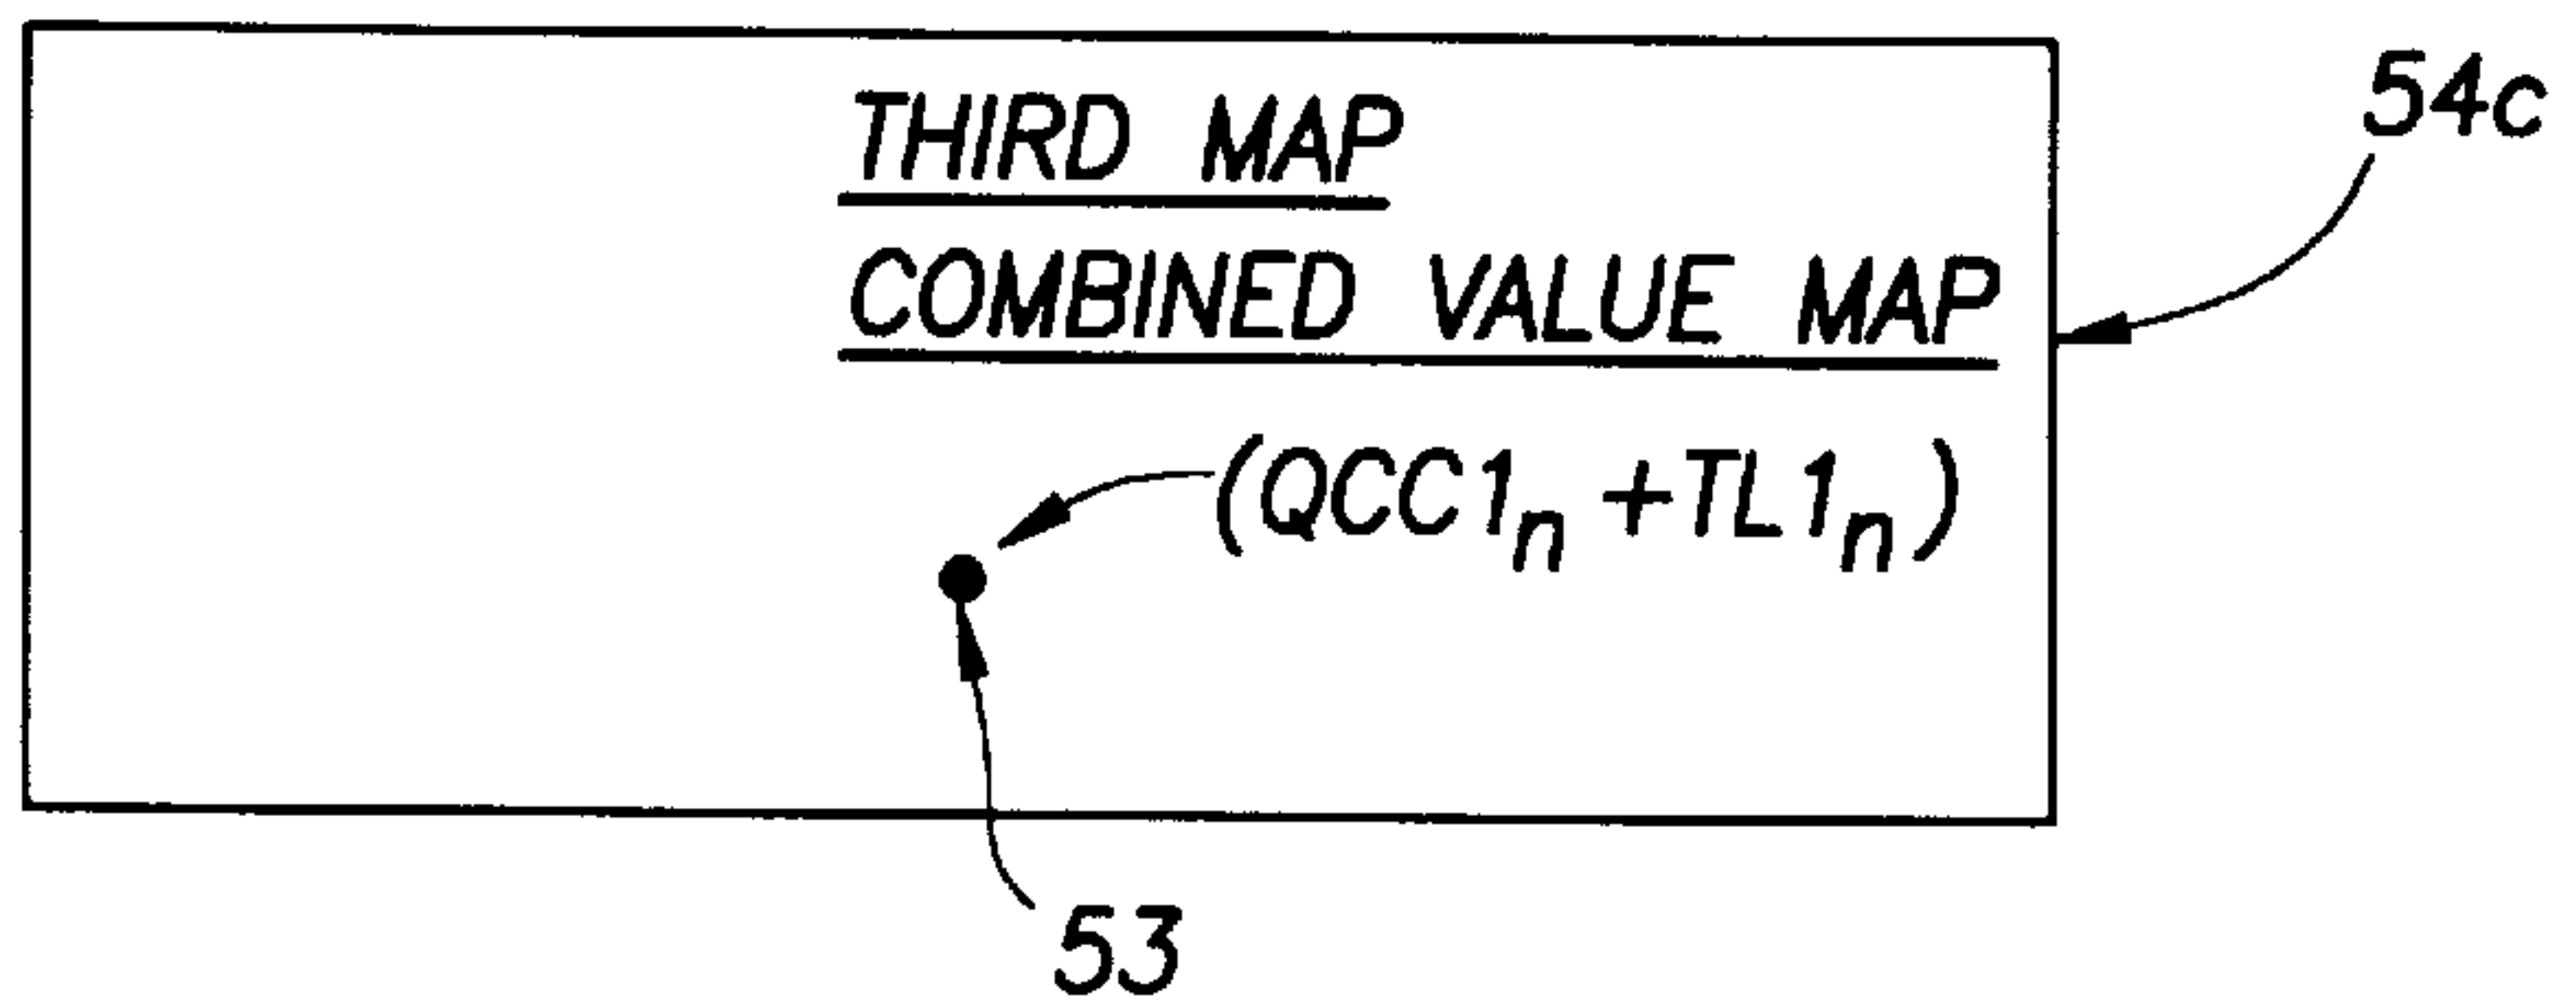 THIRD MAP
54c
COMBINED VALUE MAP
(QCC1ₙ+TL1ₙ)
53